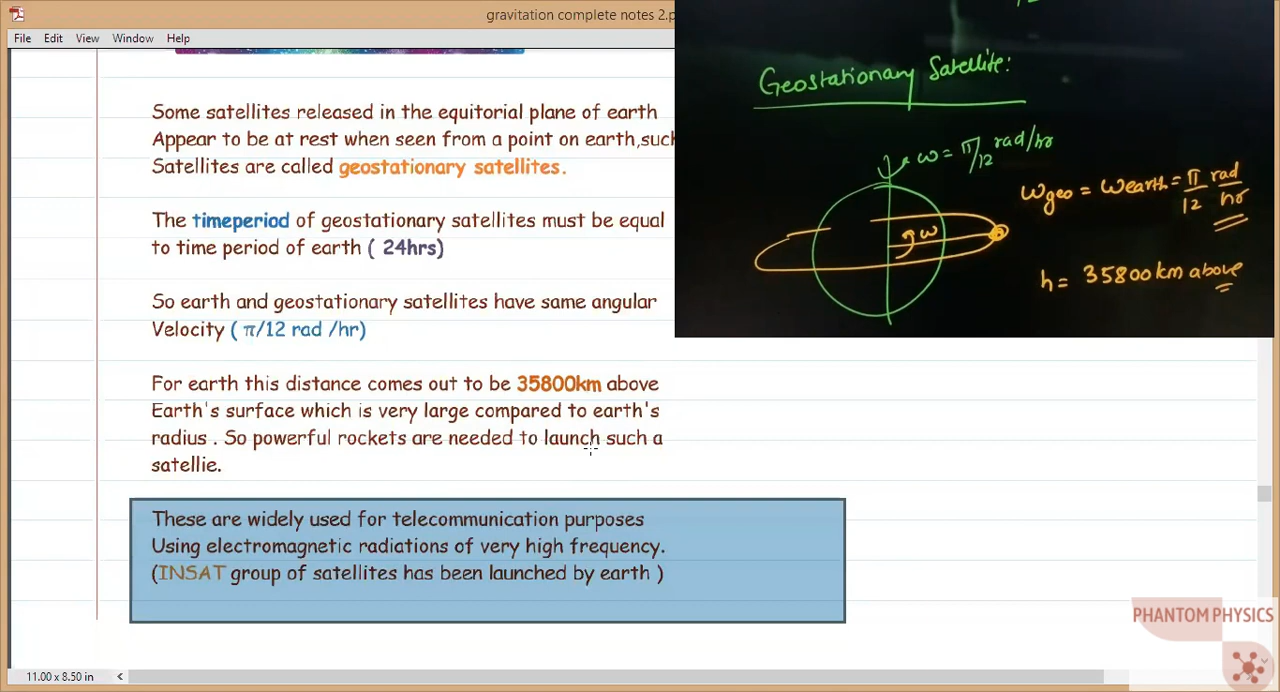 gravitation complete notes 2.p
File Edit View Window Help
Some satellites released in the equitorial plane of earth
Appear to be at rest when seen from a point on earth,such
Satellites are called geostationary satellites.
The timeperiod of geostationary satellites must be equal
to time period of earth ( 24hrs)
So earth and geostationary satellites have same angular
Velocity ( π/12 rad /hr)
For earth this distance comes out to be 35800km above
Earth's surface which is very large compared to earth's
radius . So powerful rockets are needed to launch such a
satellie.
These are widely used for telecommunication purposes
Using electromagnetic radiations of very high frequency.
(INSAT group of satellites has been launched by earth )
Geostationary Satellite:
ω = π/12 rad/hr
ω
ωgeo = ωearth = π/12 rad/hr
h = 35800km above
PHANTOM PHYSICS
11.00 x 8.50 in